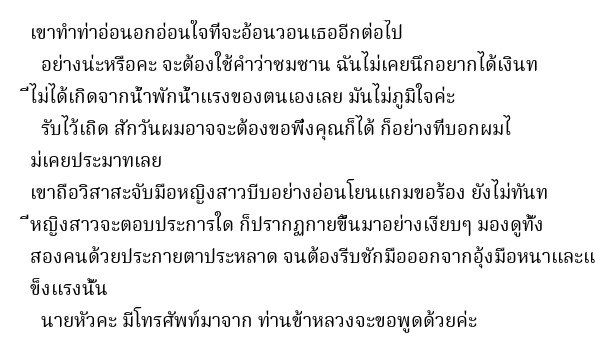 เขาทำท่าอ่อนอกอ่อนใจที่จะอ้อนวอนเธออีกต่อไป
อย่างน่ะหรือคะ จะต้องใช้คำว่าซมซาน ฉันไม่เคยนึกอยากได้เงินท
ี่ไม่ได้เกิดจากน้ำพักน้ำแรงของตนเองเลย มันไม่ภูมิใจค่ะ
รับไว้เถิด สักวันผมอาจจะต้องขอพึ่งคุณก็ได้ ก็อย่างที่บอกผมไ
ม่เคยประมาทเลย
เขาถือวิสาสะจับมือหญิงสาวบีบอย่างอ่อนโยนแกมขอร้อง ยังไม่ทันท
ี่หญิงสาวจะตอบประการใด ก็ปรากฏกายขึ้นมาอย่างเงียบๆ มองดูทั้ง
สองคนด้วยประกายตาประหลาด จนต้องรีบชักมือออกจากอุ้งมือหนาและแ
ข็งแรงนั้น
นายหัวคะ มีโทรศัพท์มาจาก ท่านข้าหลวงจะขอพูดด้วยค่ะ